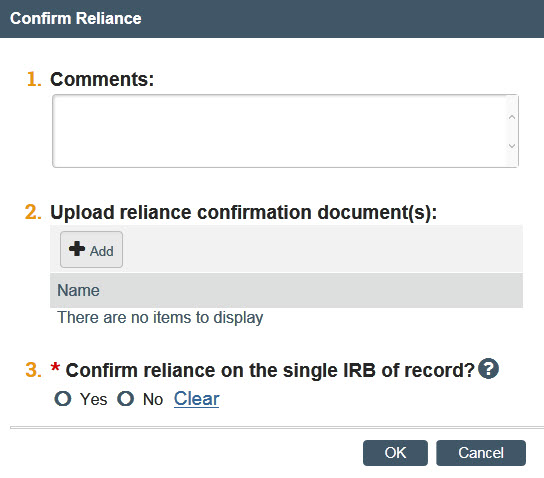 Confirm Reliance
1. Comments:
2. Upload reliance confirmation document(s):
+ Add
Name
There are no items to display
3. * Confirm reliance on the single IRB of record? ?
Yes No Clear
OK Cancel